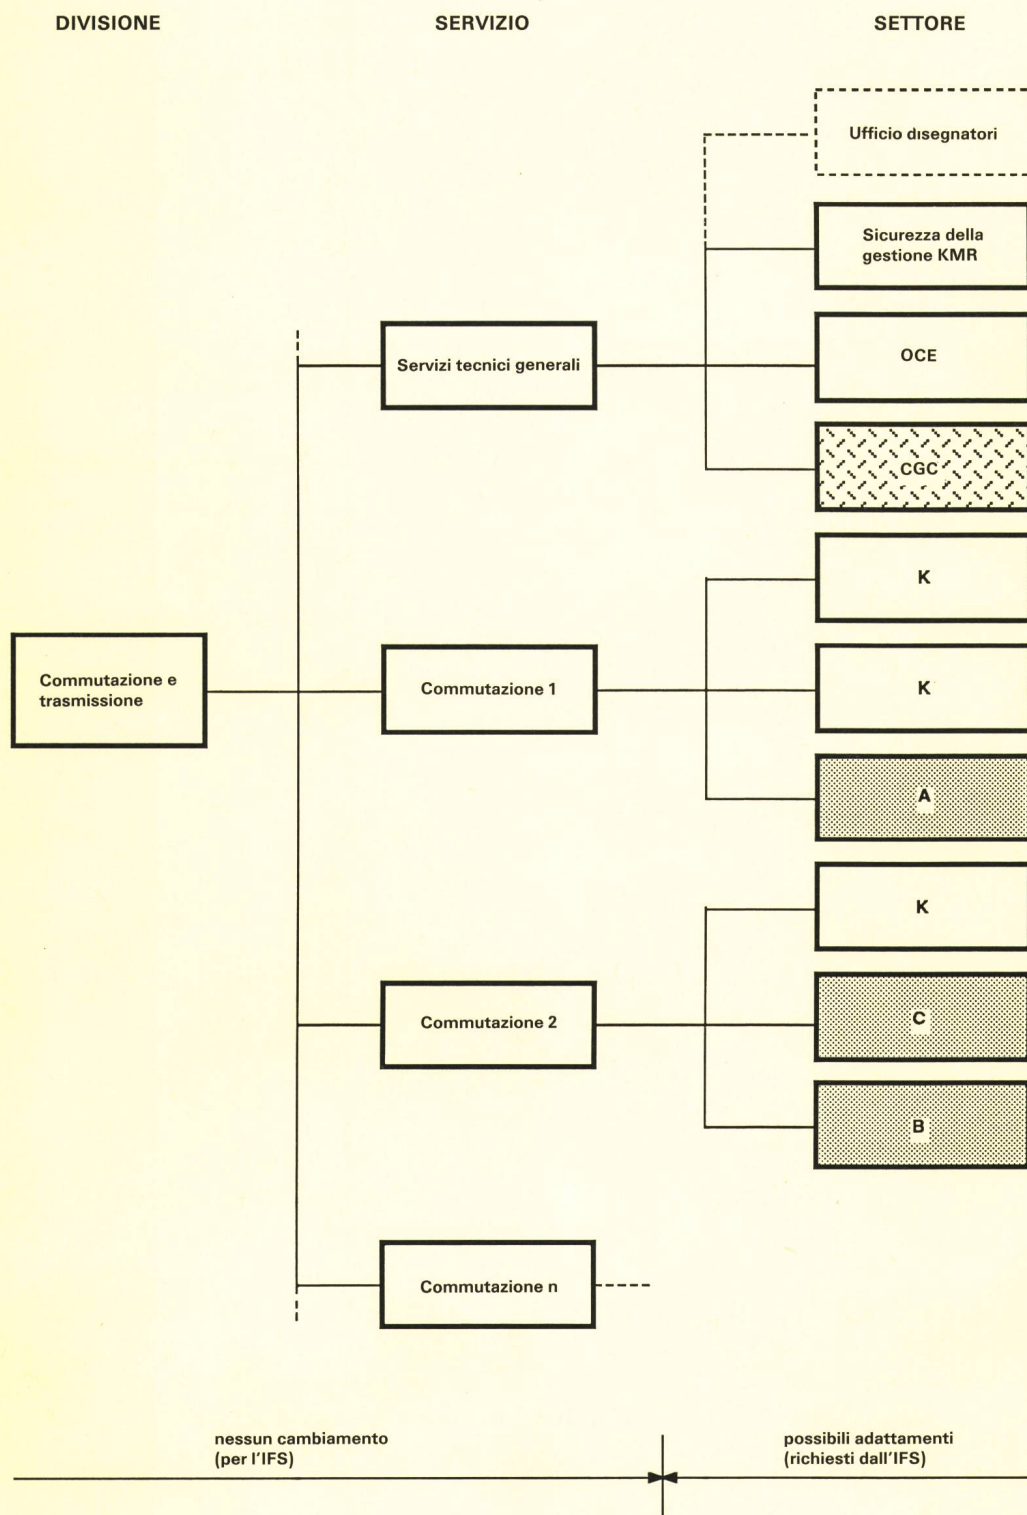 DIVISIONE
SERVIZIO
SETTORE
Ufficio disegnatori
Sicurezza della
gestione KMR
Servizi tecnici generali
OCE
CGC
K
Commutazione e
trasmissione
Commutazione 1
K
A
K
Commutazione 2
C
B
Commutazione n
nessun cambiamento
(per l'IFS)
possibili adattamenti
(richiesti dall'IFS)